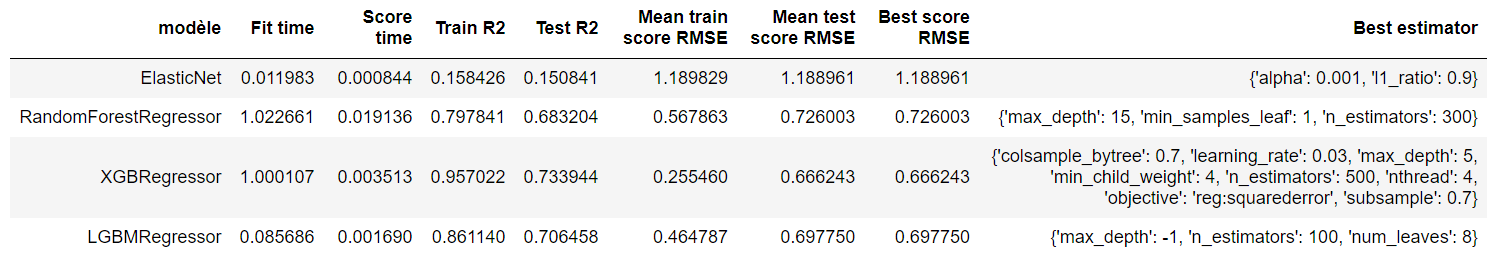 modèle Fit time Score time Train R2 Test R2 Mean train score RMSE Mean test score RMSE Best score RMSE Best estimator
ElasticNet 0.011983 0.000844 0.158426 0.150841 1.189829 1.188961 1.188961 {'alpha': 0.001, 'l1_ratio': 0.9}
RandomForestRegressor 1.022661 0.019136 0.797841 0.683204 0.567863 0.726003 0.726003 {'max_depth': 15, 'min_samples_leaf': 1, 'n_estimators': 300}
XGBRegressor 1.000107 0.003513 0.957022 0.733944 0.255460 0.666243 0.666243 {'colsample_bytree': 0.7, 'learning_rate': 0.03, 'max_depth': 5,
'min_child_weight': 4, 'n_estimators': 500, 'nthread': 4,
'objective': 'reg:squarederror', 'subsample': 0.7}
LGBMRegressor 0.085686 0.001690 0.861140 0.706458 0.464787 0.697750 0.697750 {'max_depth': -1, 'n_estimators': 100, 'num_leaves': 8}